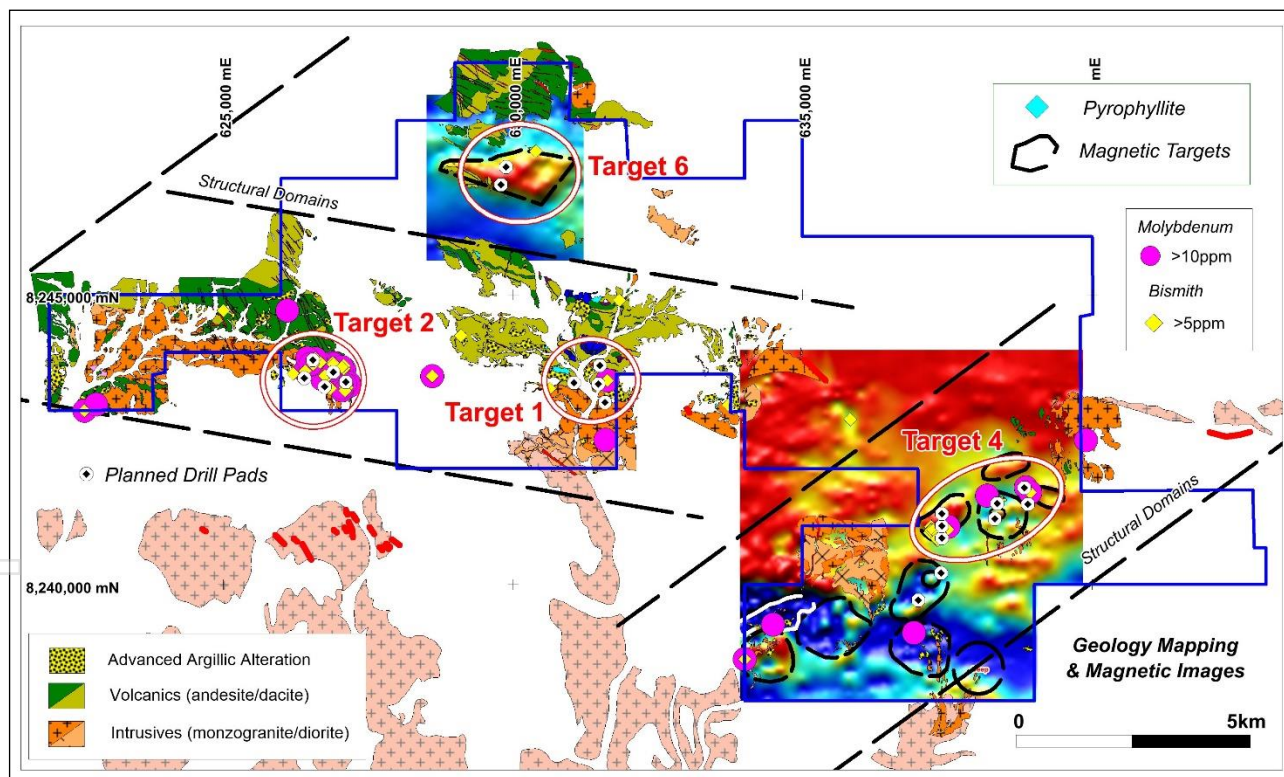 625,000 mE
630,000 mE
635,000 mE
mE
Pyrophyllite
Magnetic Targets
Molybdenum
>10ppm
Bismith
>5ppm
Target 6
Structural Domains
8,245,000 mN
Target 2
Target 1
Target 4
Planned Drill Pads
Structural Domains
8,240,000 mN
Advanced Argillic Alteration
Volcanics (andesite/dacite)
Intrusives (monzogranite/diorite)
Geology Mapping
& Magnetic Images
0
5km